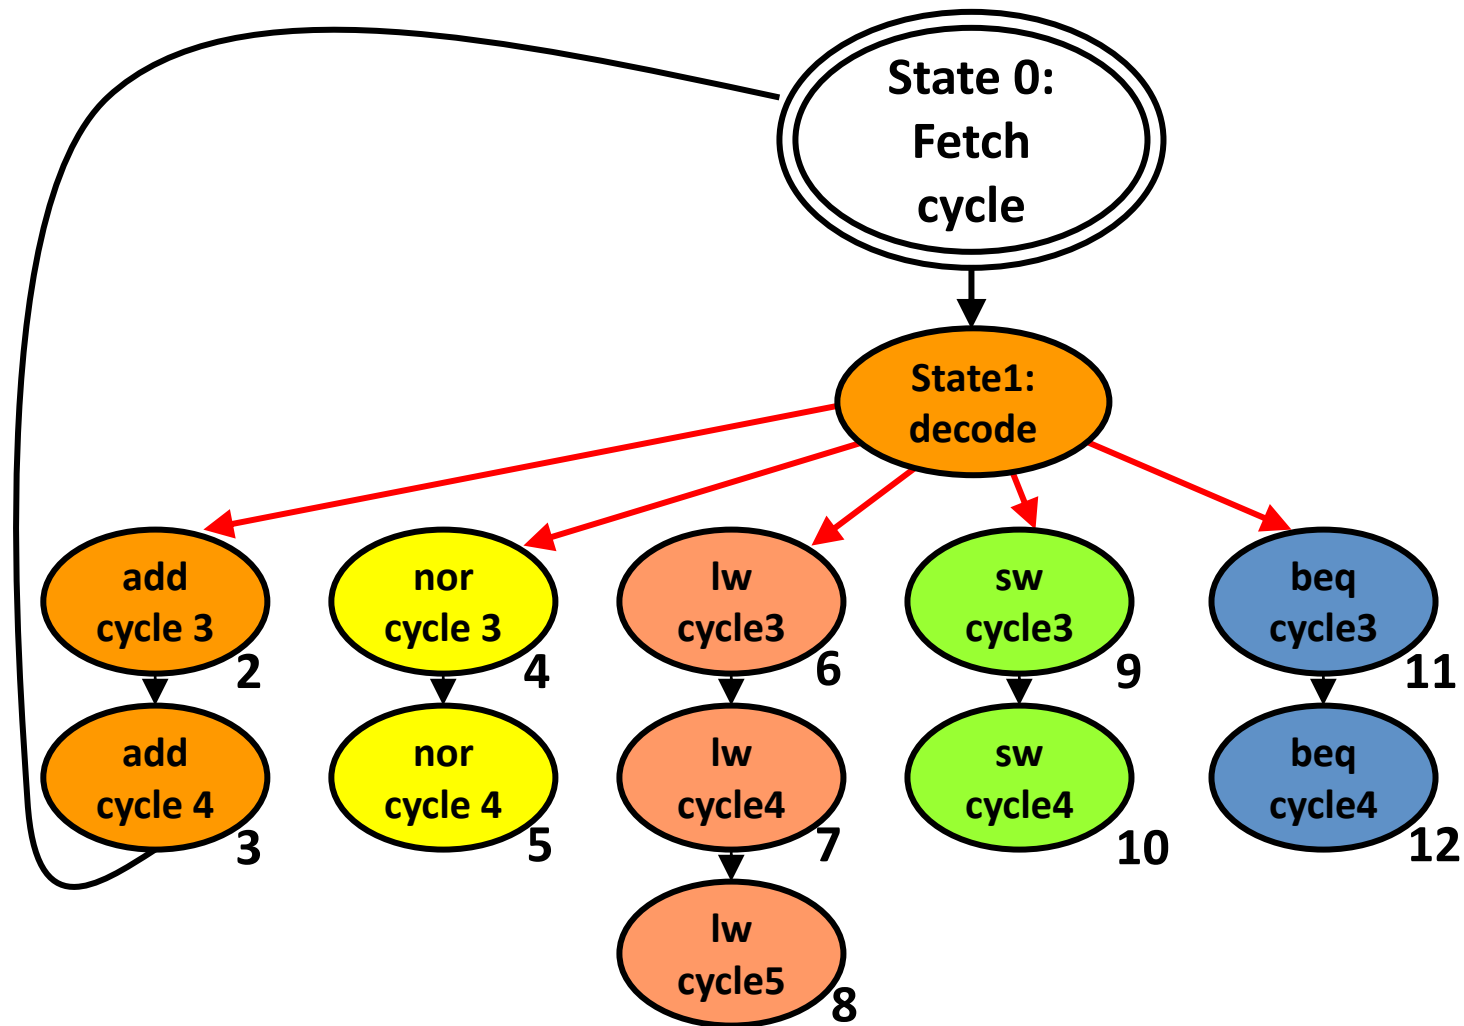 State 0:
Fetch
cycle
State1:
decode
add
cycle 3
2
nor
cycle 3
4
lw
cycle3
6
sw
cycle3
9
beq
cycle3
11
add
cycle 4
3
nor
cycle 4
5
lw
cycle4
7
sw
cycle4
10
beq
cycle4
12
lw
cycle5
8